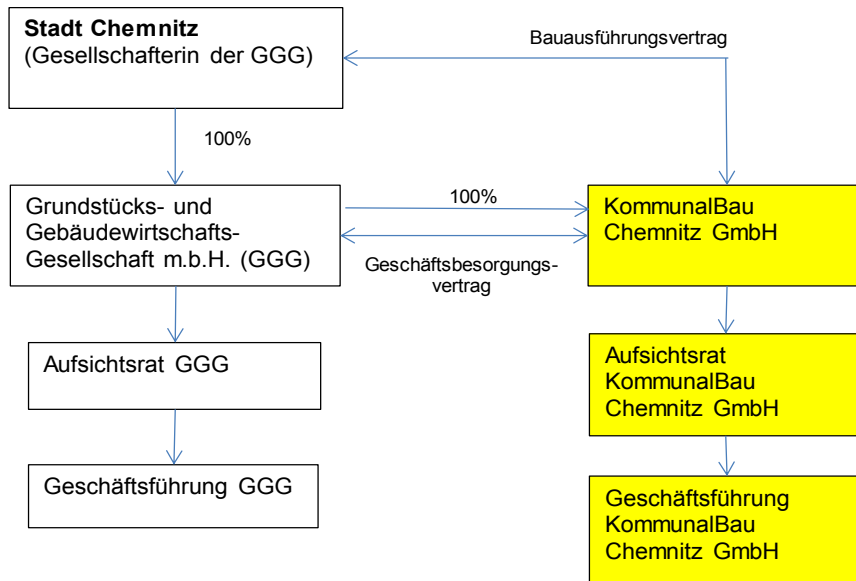 Stadt Chemnitz
(Gesellschafterin der GGG)
Bauausführungsvertrag
100%
Grundstücks- und
Gebäudewirtschafts-
Gesellschaft m.b.H. (GGG)
100%
Geschäftsbesorgungs-
vertrag
KommunalBau
Chemnitz GmbH
Aufsichtsrat GGG
Aufsichtsrat
KommunalBau
Chemnitz GmbH
Geschäftsführung GGG
Geschäftsführung
KommunalBau
Chemnitz GmbH